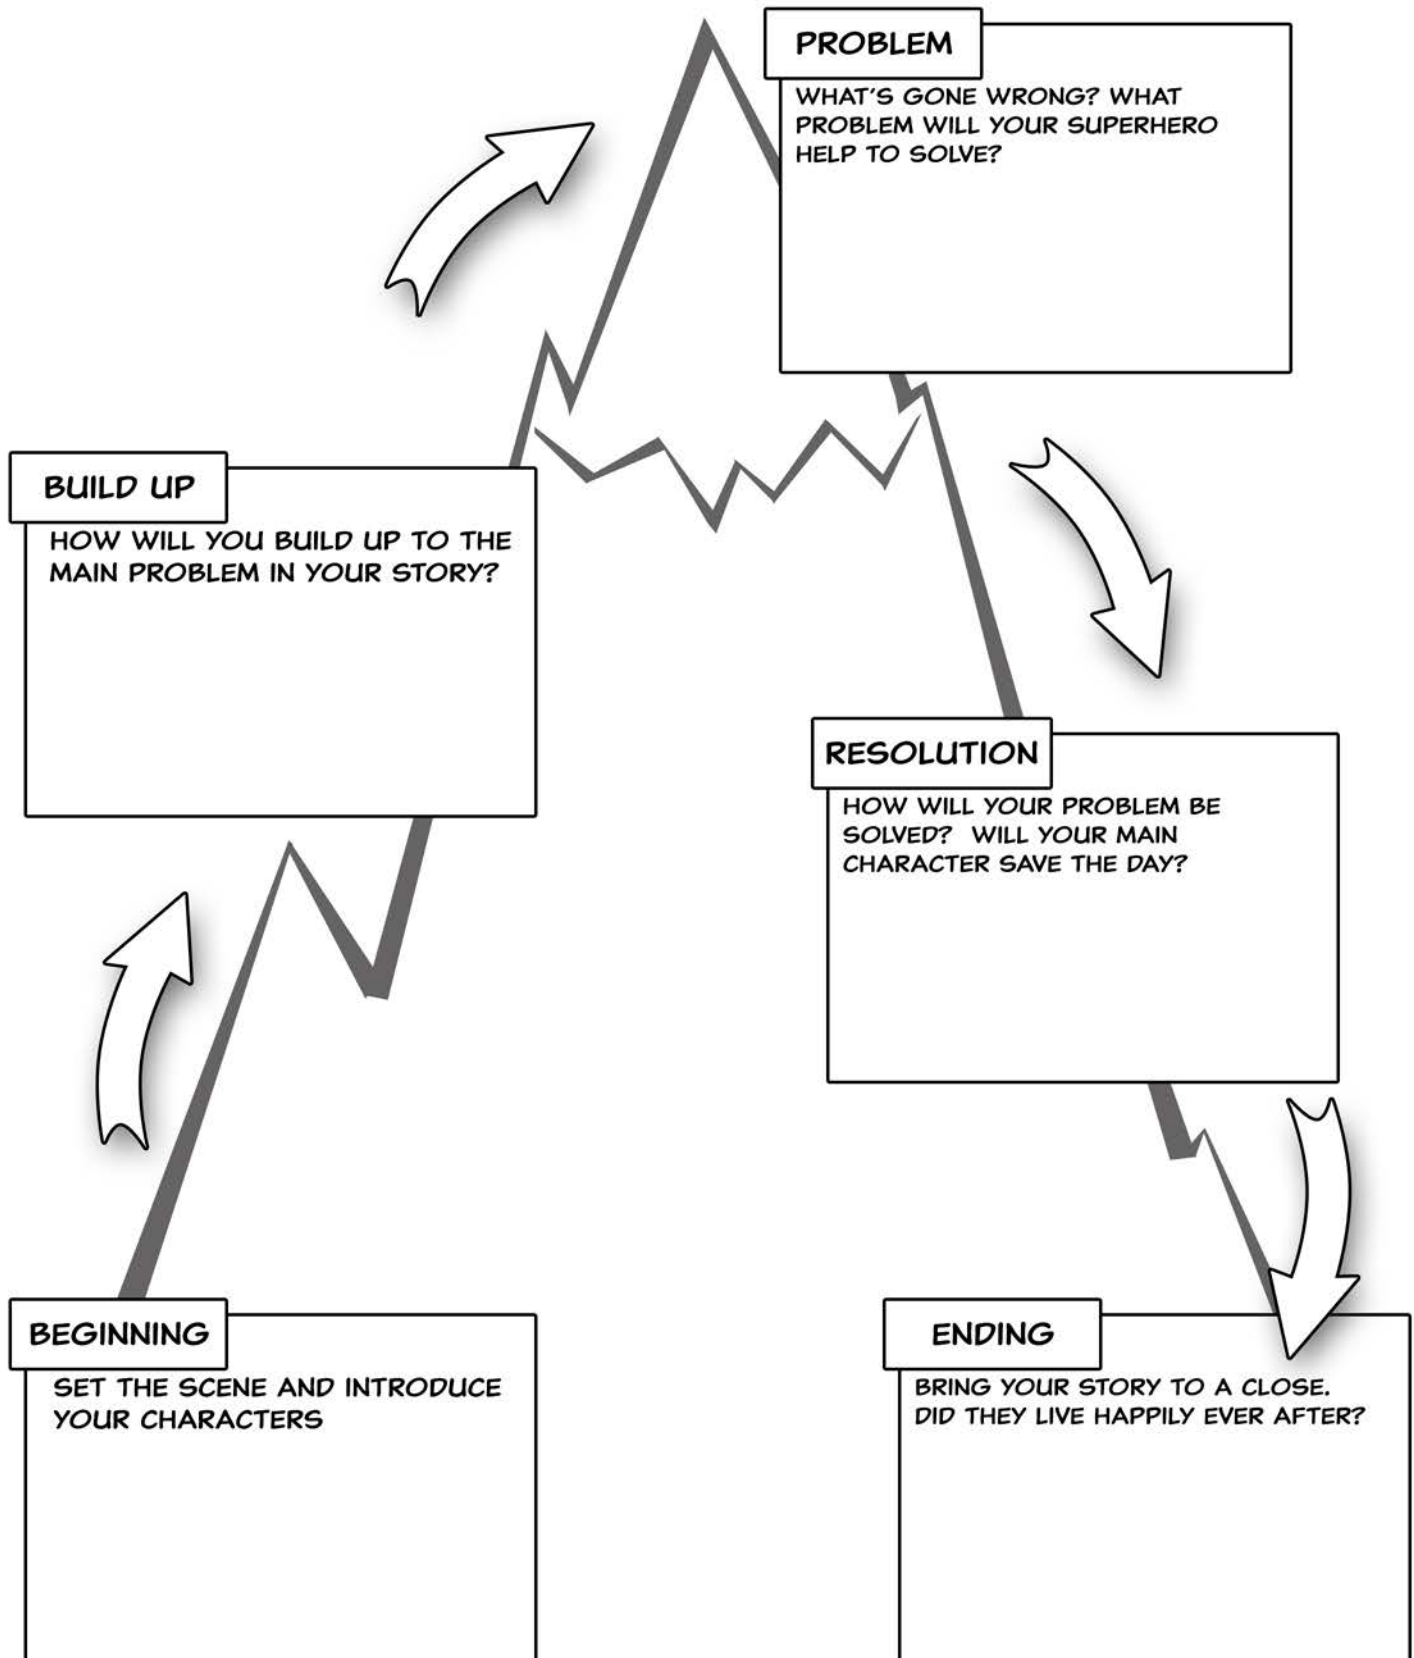 PROBLEM
WHAT'S GONE WRONG? WHAT
PROBLEM WILL YOUR SUPERHERO
HELP TO SOLVE?
BUILD UP
HOW WILL YOU BUILD UP TO THE
MAIN PROBLEM IN YOUR STORY?
RESOLUTION
HOW WILL YOUR PROBLEM BE
SOLVED? WILL YOUR MAIN
CHARACTER SAVE THE DAY?
BEGINNING
SET THE SCENE AND INTRODUCE
YOUR CHARACTERS
ENDING
BRING YOUR STORY TO A CLOSE.
DID THEY LIVE HAPPILY EVER AFTER?